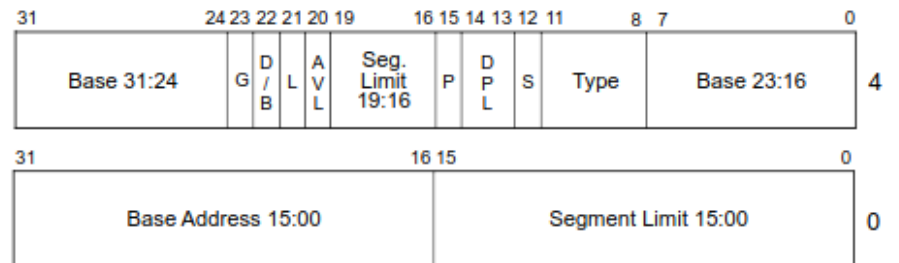 31 24 23 22 21 20 19 16 15 14 13 12 11 8 7 0
Base 31:24 G D/B L AVL Seg. Limit 19:16 P DPL S Type Base 23:16 4
31 16 15 0
Base Address 15:00 Segment Limit 15:00 0